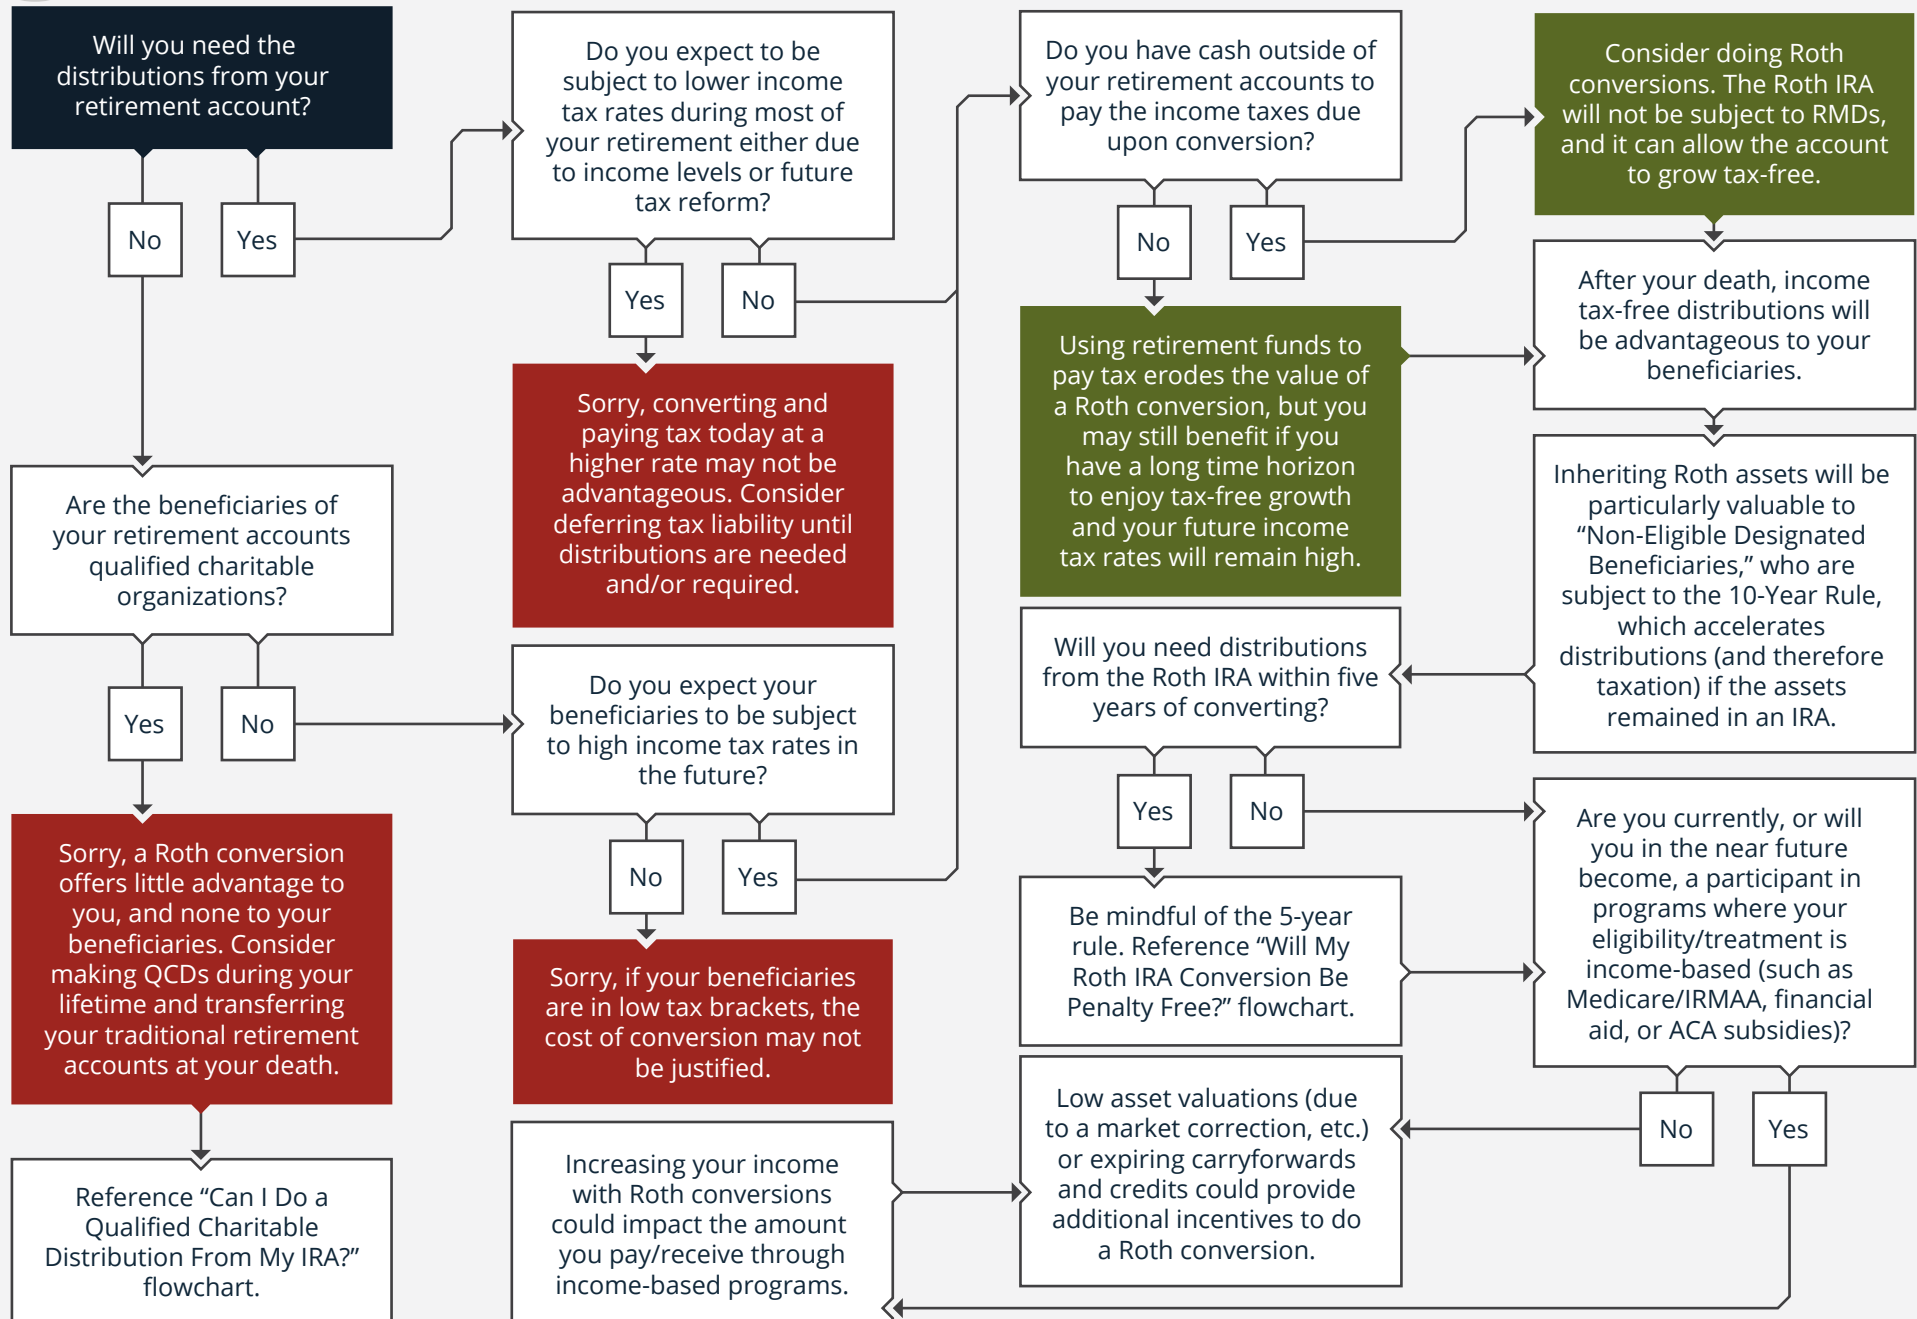 Will you need the
distributions from your
retirement account?
No
Yes
Do you expect to be
subject to lower income
tax rates during most of
your retirement either due
to income levels or future
tax reform?
Yes
No
Sorry, converting and
paying tax today at a
higher rate may not be
advantageous. Consider
deferring tax liability until
distributions are needed
and/or required.
Are the beneficiaries of
your retirement accounts
qualified charitable
organizations?
Yes
No
Sorry, a Roth conversion
offers little advantage to
you, and none to your
beneficiaries. Consider
making QCDs during your
lifetime and transferring
your traditional retirement
accounts at your death.
Reference “Can I Do a
Qualified Charitable
Distribution From My IRA?”
flowchart.
Do you expect your
beneficiaries to be subject
to high income tax rates in
the future?
No
Yes
Sorry, if your beneficiaries
are in low tax brackets, the
cost of conversion may not
be justified.
Do you have cash outside of
your retirement accounts to
pay the income taxes due
upon conversion?
No
Yes
Using retirement funds to
pay tax erodes the value of
a Roth conversion, but you
may still benefit if you
have a long time horizon
to enjoy tax-free growth
and your future income
tax rates will remain high.
Consider doing Roth
conversions. The Roth IRA
will not be subject to RMDs,
and it can allow the account
to grow tax-free.
After your death, income
tax-free distributions will
be advantageous to your
beneficiaries.
Inheriting Roth assets will be
particularly valuable to
“Non-Eligible Designated
Beneficiaries,” who are
subject to the 10-Year Rule,
which accelerates
distributions (and therefore
taxation) if the assets
remained in an IRA.
Will you need distributions
from the Roth IRA within five
years of converting?
Yes
No
Be mindful of the 5-year
rule. Reference “Will My
Roth IRA Conversion Be
Penalty Free?” flowchart.
Are you currently, or will
you in the near future
become, a participant in
programs where your
eligibility/treatment is
income-based (such as
Medicare/IRMAA, financial
aid, or ACA subsidies)?
No
Yes
Increasing your income
with Roth conversions
could impact the amount
you pay/receive through
income-based programs.
Low asset valuations (due
to a market correction, etc.)
or expiring carryforwards
and credits could provide
additional incentives to do
a Roth conversion.